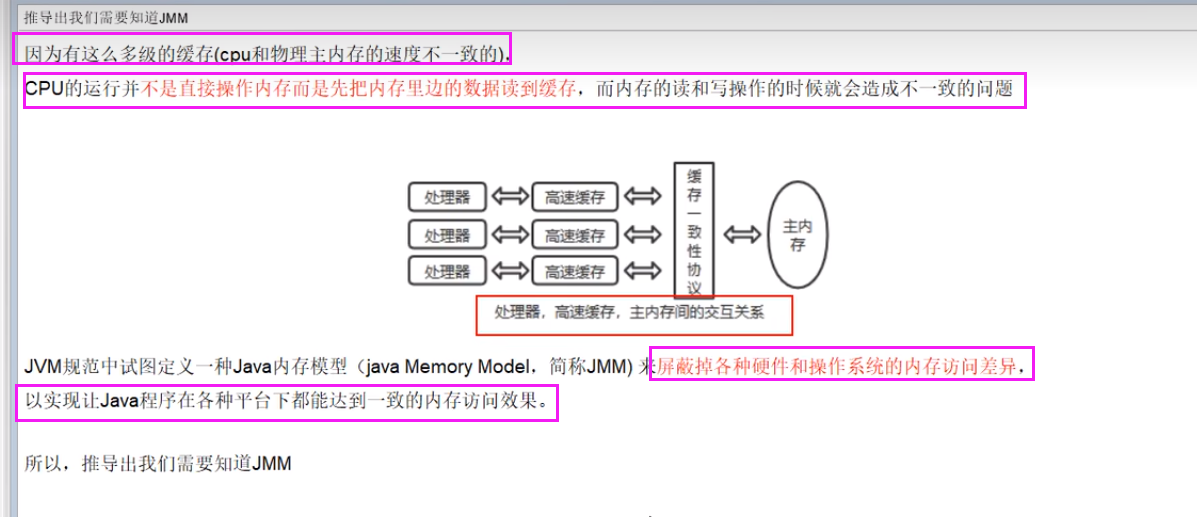 推导出我们需要知道JMM
因为有这么多级的缓存(cpu和物理主内存的速度不一致的),
CPU的运行并不是直接操作内存而是先把内存里边的数据读到缓存，而内存的读和写操作的时候就会造成不一致的问题
处理器 高速缓存
处理器 高速缓存
处理器 高速缓存
缓存一致性协议
主内
存
处理器，高速缓存，主内存间的交互关系
JVM规范中试图定义一种Java内存模型（java Memory Model，简称JMM) 来屏蔽掉各种硬件和操作系统的内存访问差异，
以实现让Java程序在各种平台下都能达到一致的内存访问效果。
所以，推导出我们需要知道JMM